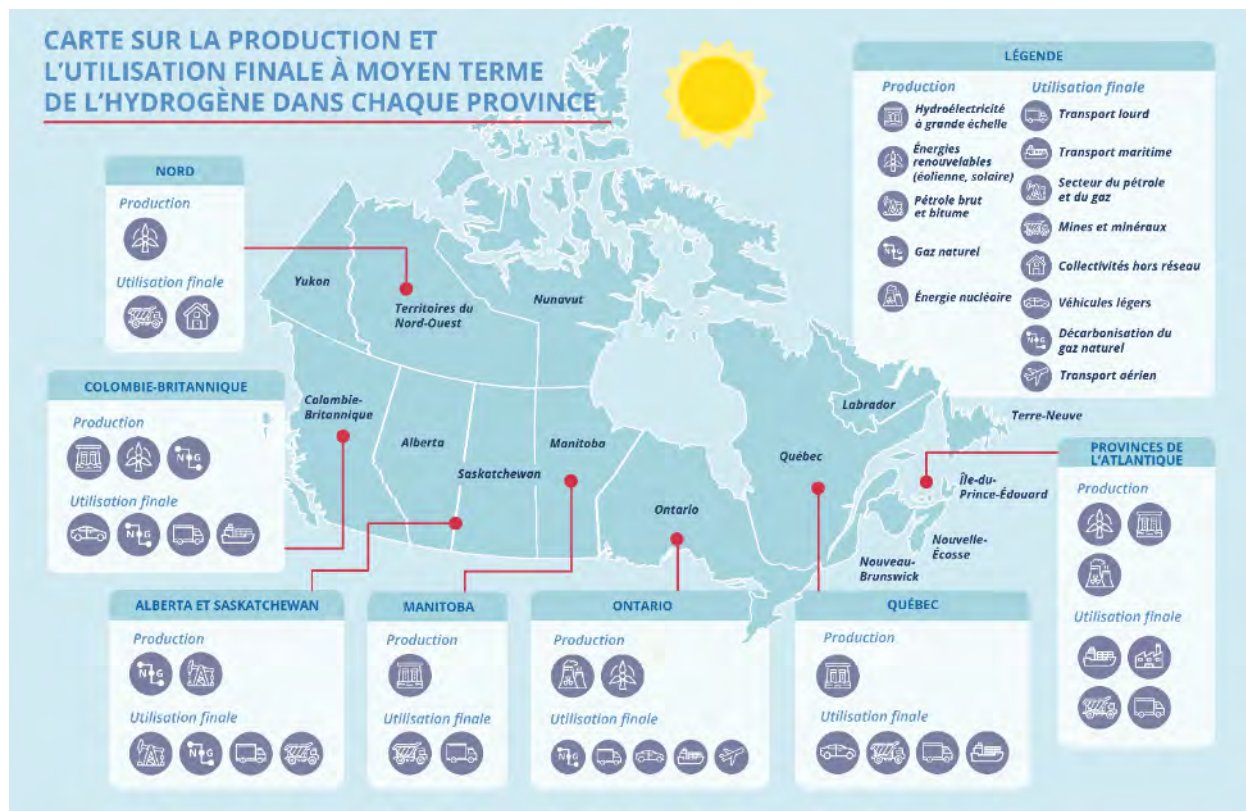 CARTE SUR LA PRODUCTION ET
L'UTILISATION FINALE À MOYEN TERME
DE L'HYDROGÈNE DANS CHAQUE PROVINCE
LÉGENDE
Production
Hydroélectricité
à grande échelle
Énergies
renouvelables
(éolienne, solaire)
Pétrole brut
et bitume
N G
Gaz naturel
Énergie nucléaire
Utilisation finale
Transport lourd
Transport maritime
Secteur du pétrole
et du gaz
Mines et minéraux
Collectivités hors réseau
Véhicules légers
N G
Décarbonisation du
gaz naturel
Transport aérien
NORD
Production
Utilisation finale
Yukon
Territoires du
Nord-Ouest
Nunavut
Colombie-
Britannique
Alberta
Saskatchewan
Manitoba
Ontario
Québec
Labrador
Terre-Neuve
Île-du-
Prince-Édouard
Nouvelle-
Écosse
Nouveau-
Brunswick
COLOMBIE-BRITANNIQUE
Production
N G
Utilisation finale
N G
PROVINCES DE
L'ATLANTIQUE
Production
Utilisation finale
ALBERTA ET SASKATCHEWAN
Production
N G
Utilisation finale
N G
MANITOBA
Production
Utilisation finale
ONTARIO
Production
Utilisation finale
N G
QUÉBEC
Production
Utilisation finale